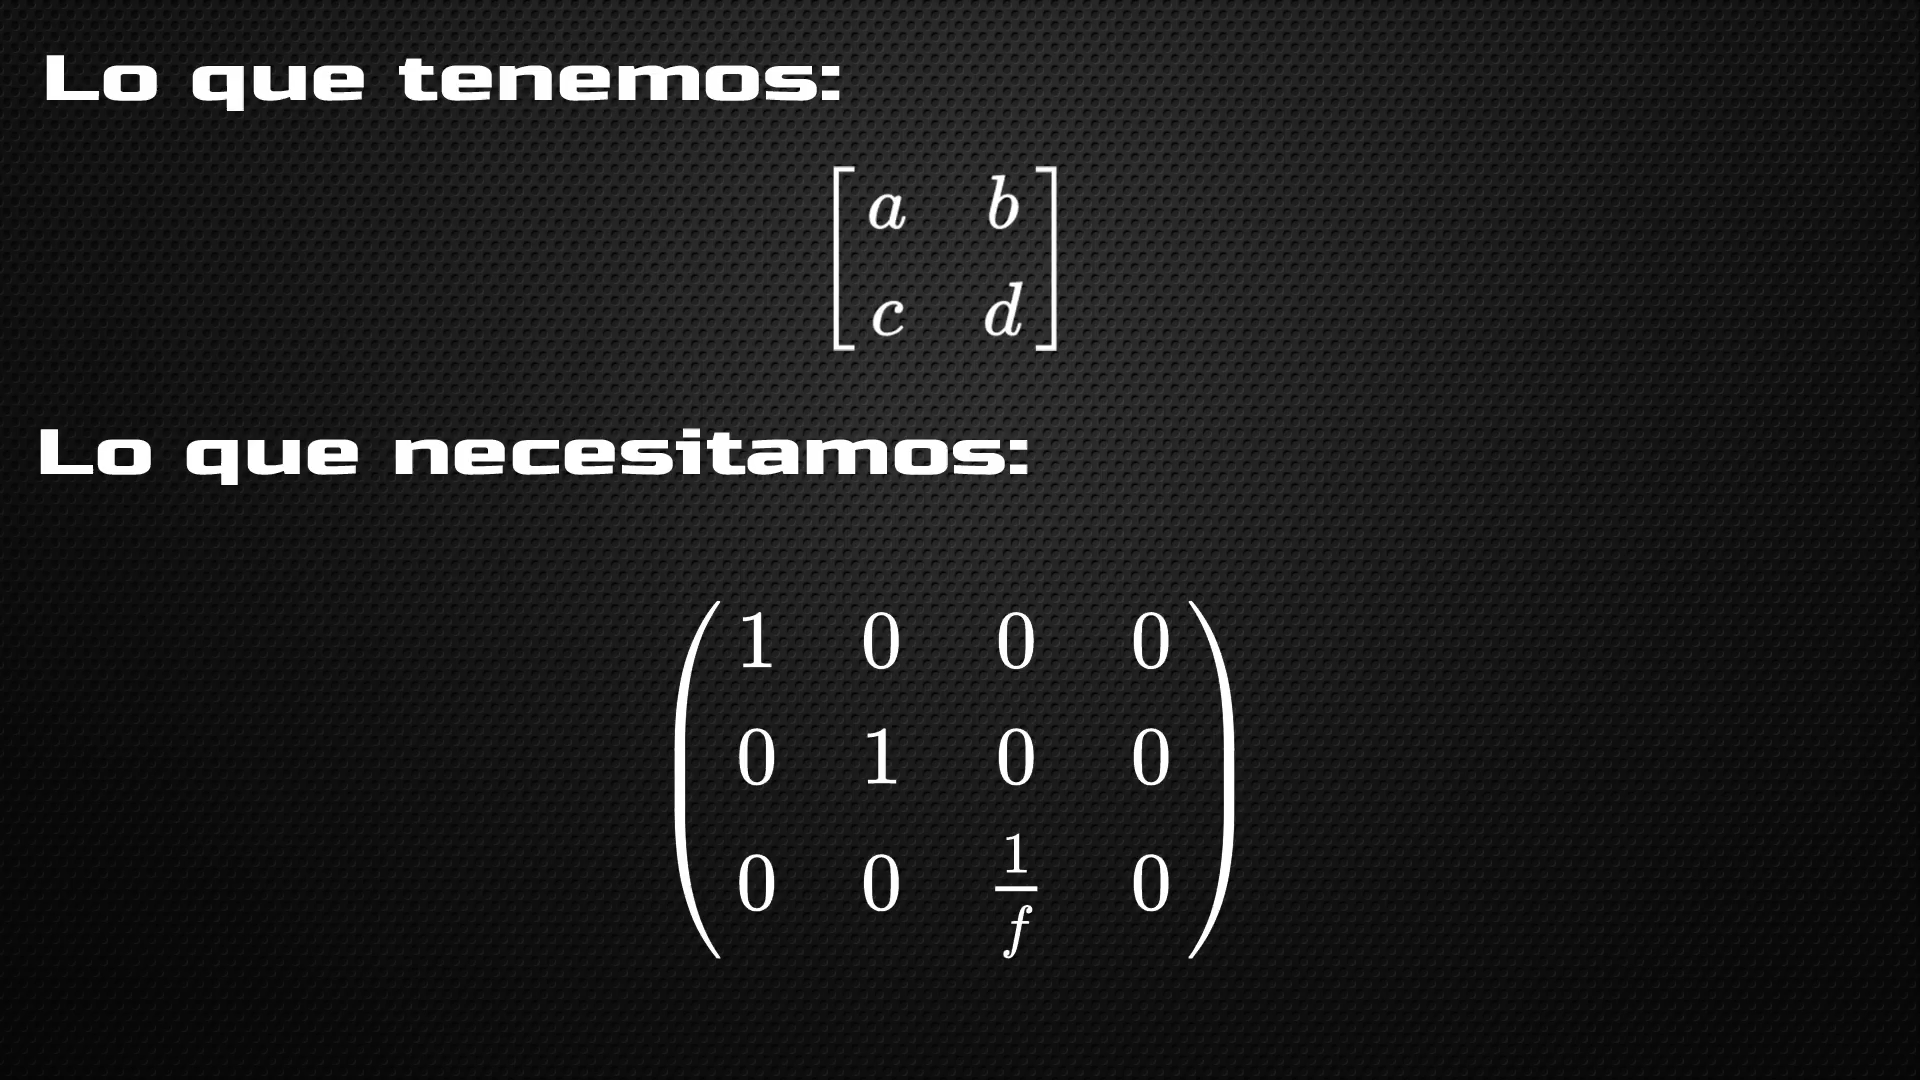 Lo que tenemos:
a b
c d
Lo que necesitamos:
1 0 0 0
0 1 0 0
0 0 1/f 0